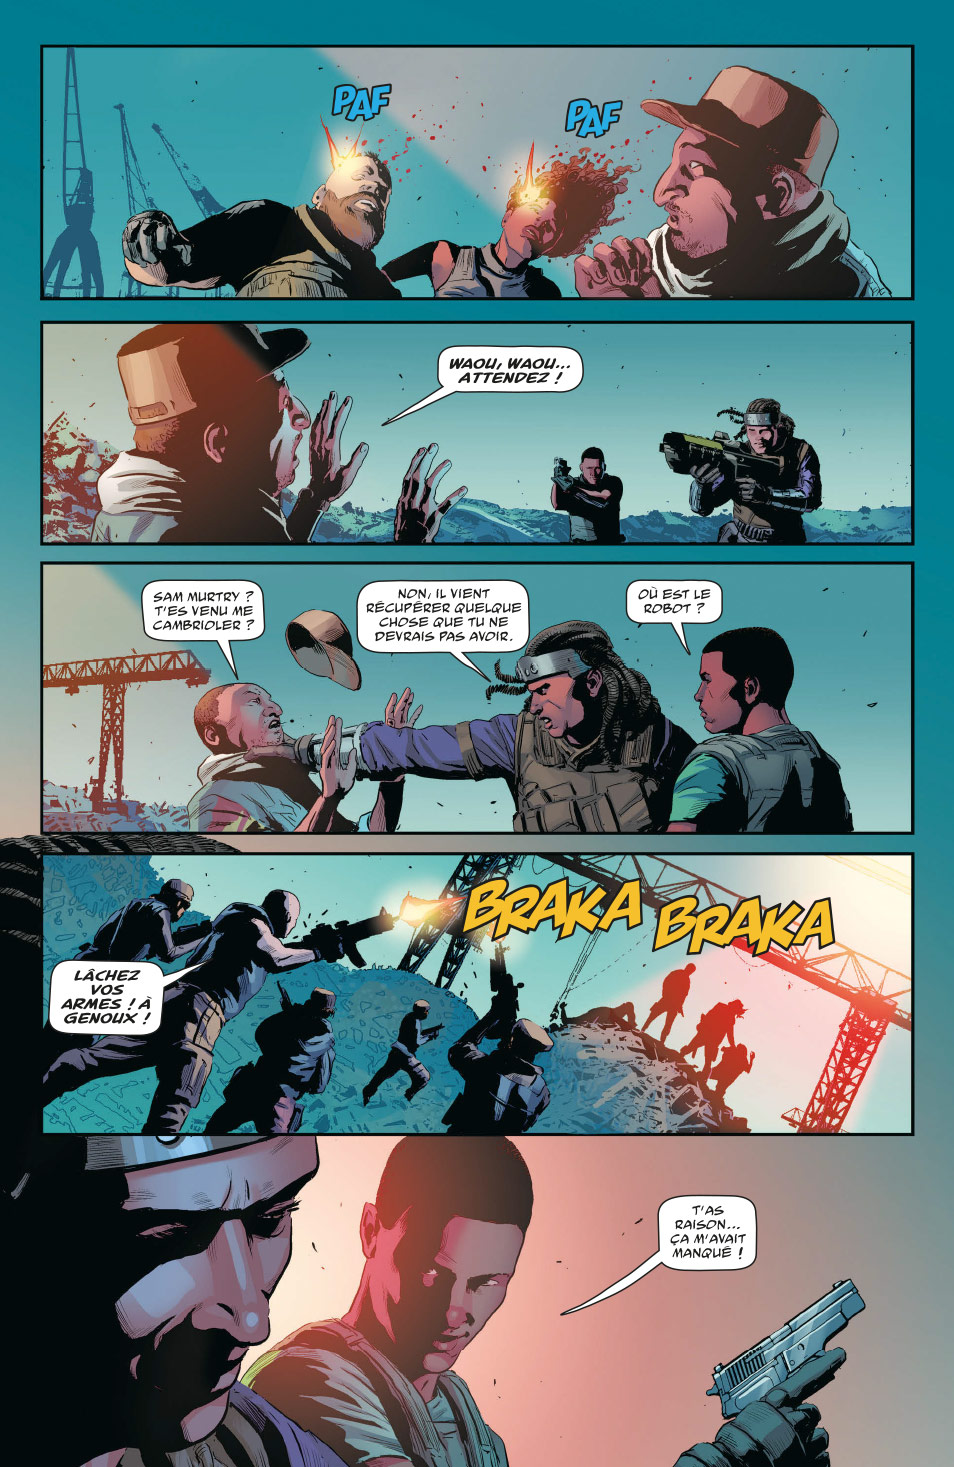 PAF
PAF
WAOU, WAOU...
ATTENDEZ !
SAM MURTRY ?
T'ES VENU ME
CAMBRIOLER ?
NON, IL VIENT
RÉCUPÉRER QUELQUE
CHOSE QUE TU NE
DEVRAIS PAS AVOIR.
OÙ EST LE
ROBOT ?
BRAKA
BRAKA
LÂCHEZ
VOS
ARMES ! À
GENOUX !
T'AS
RAISON...
ÇA M'AVAIT
MANQUÉ !